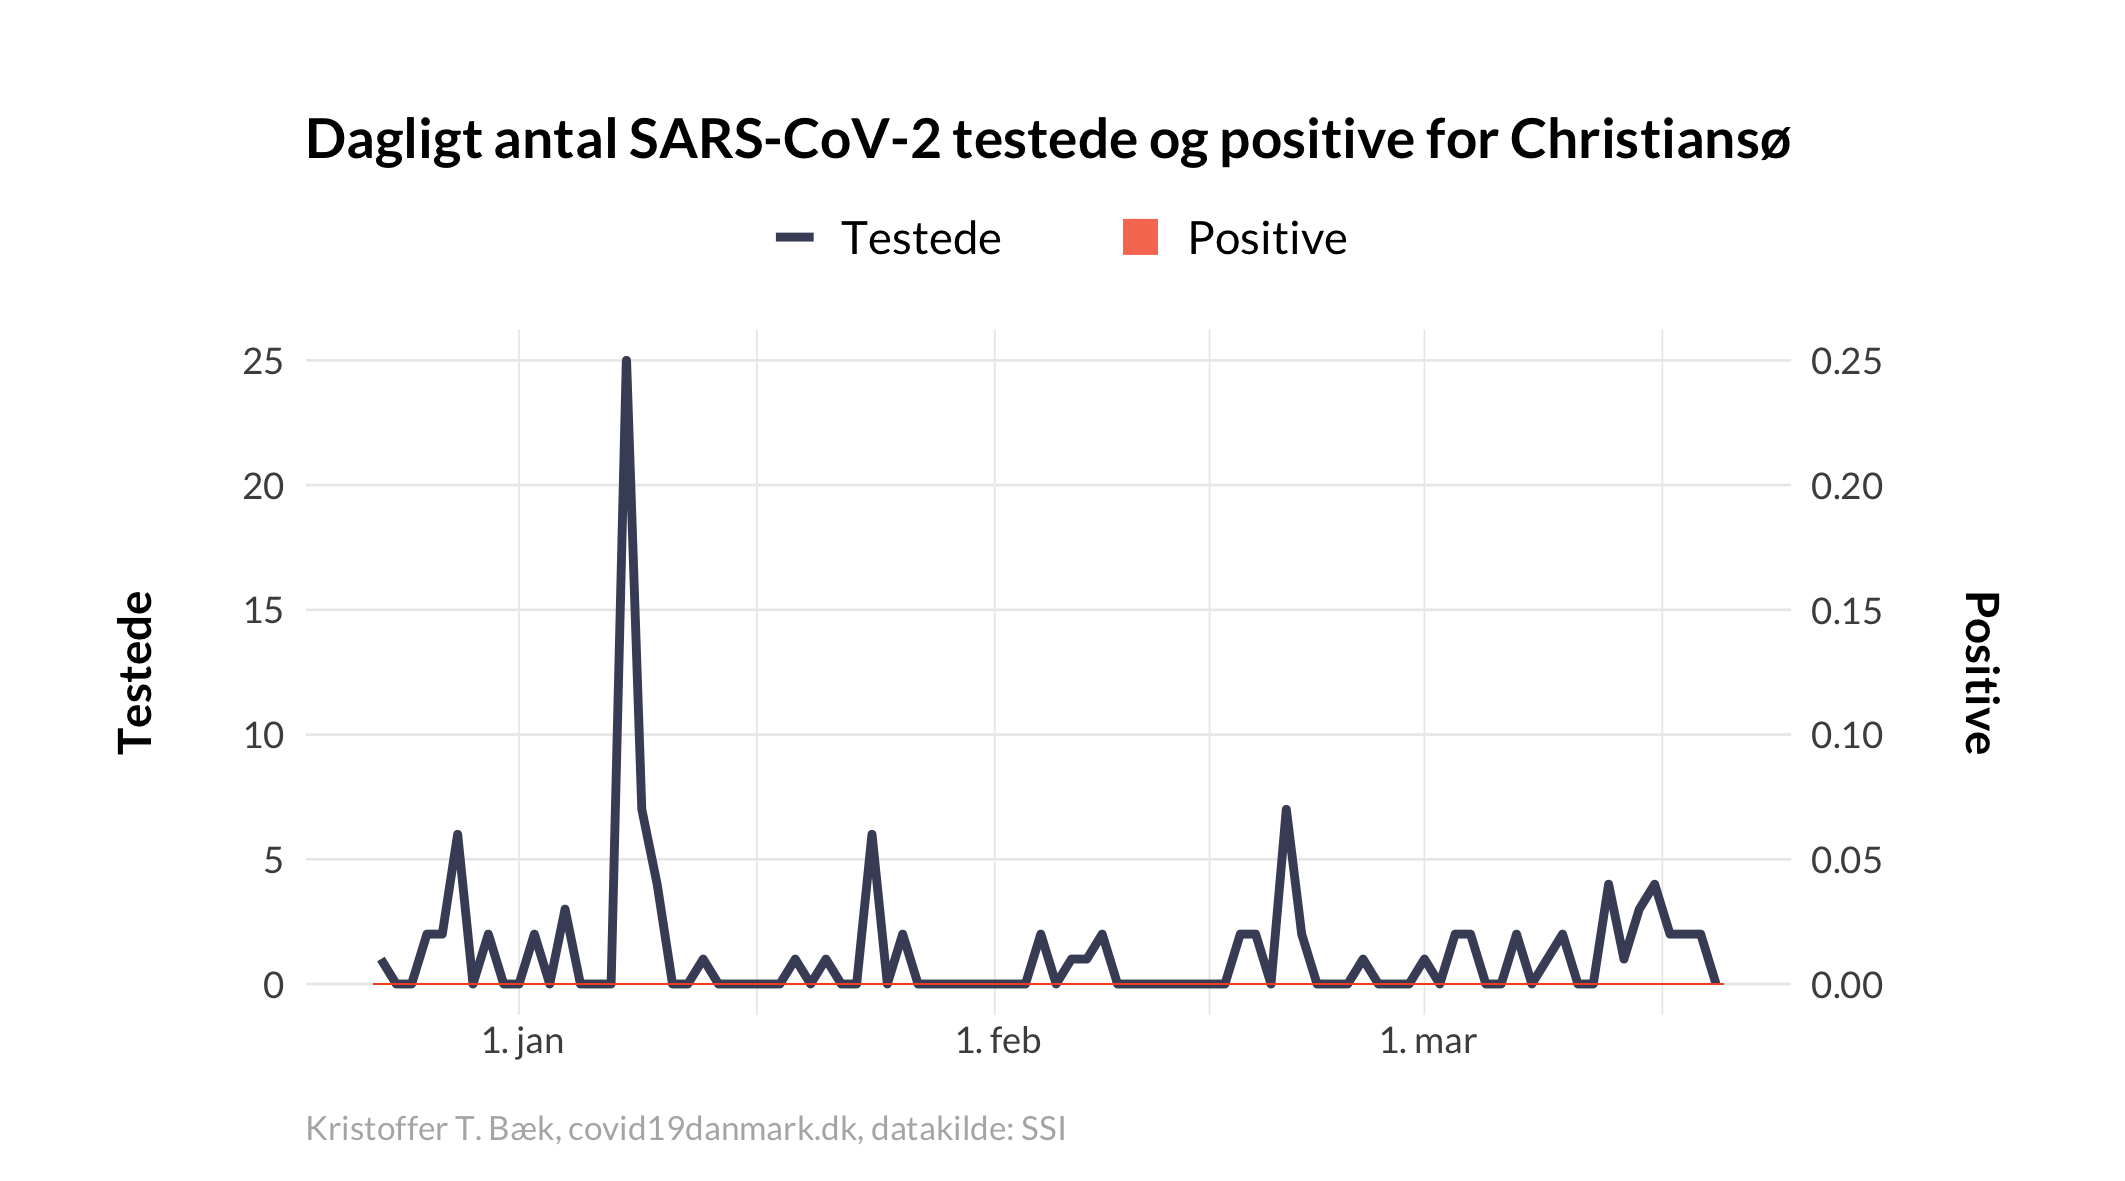 Dagligt antal SARS-CoV-2 testede og positive for Christiansø
Testede
Positive
25
20
15
10
5
0
Testede
0.25
0.20
0.15
0.10
0.05
0.00
Positive
1. jan
1. feb
1. mar
Kristoffer T. Bæk, covid19danmark.dk, datakilde: SSI